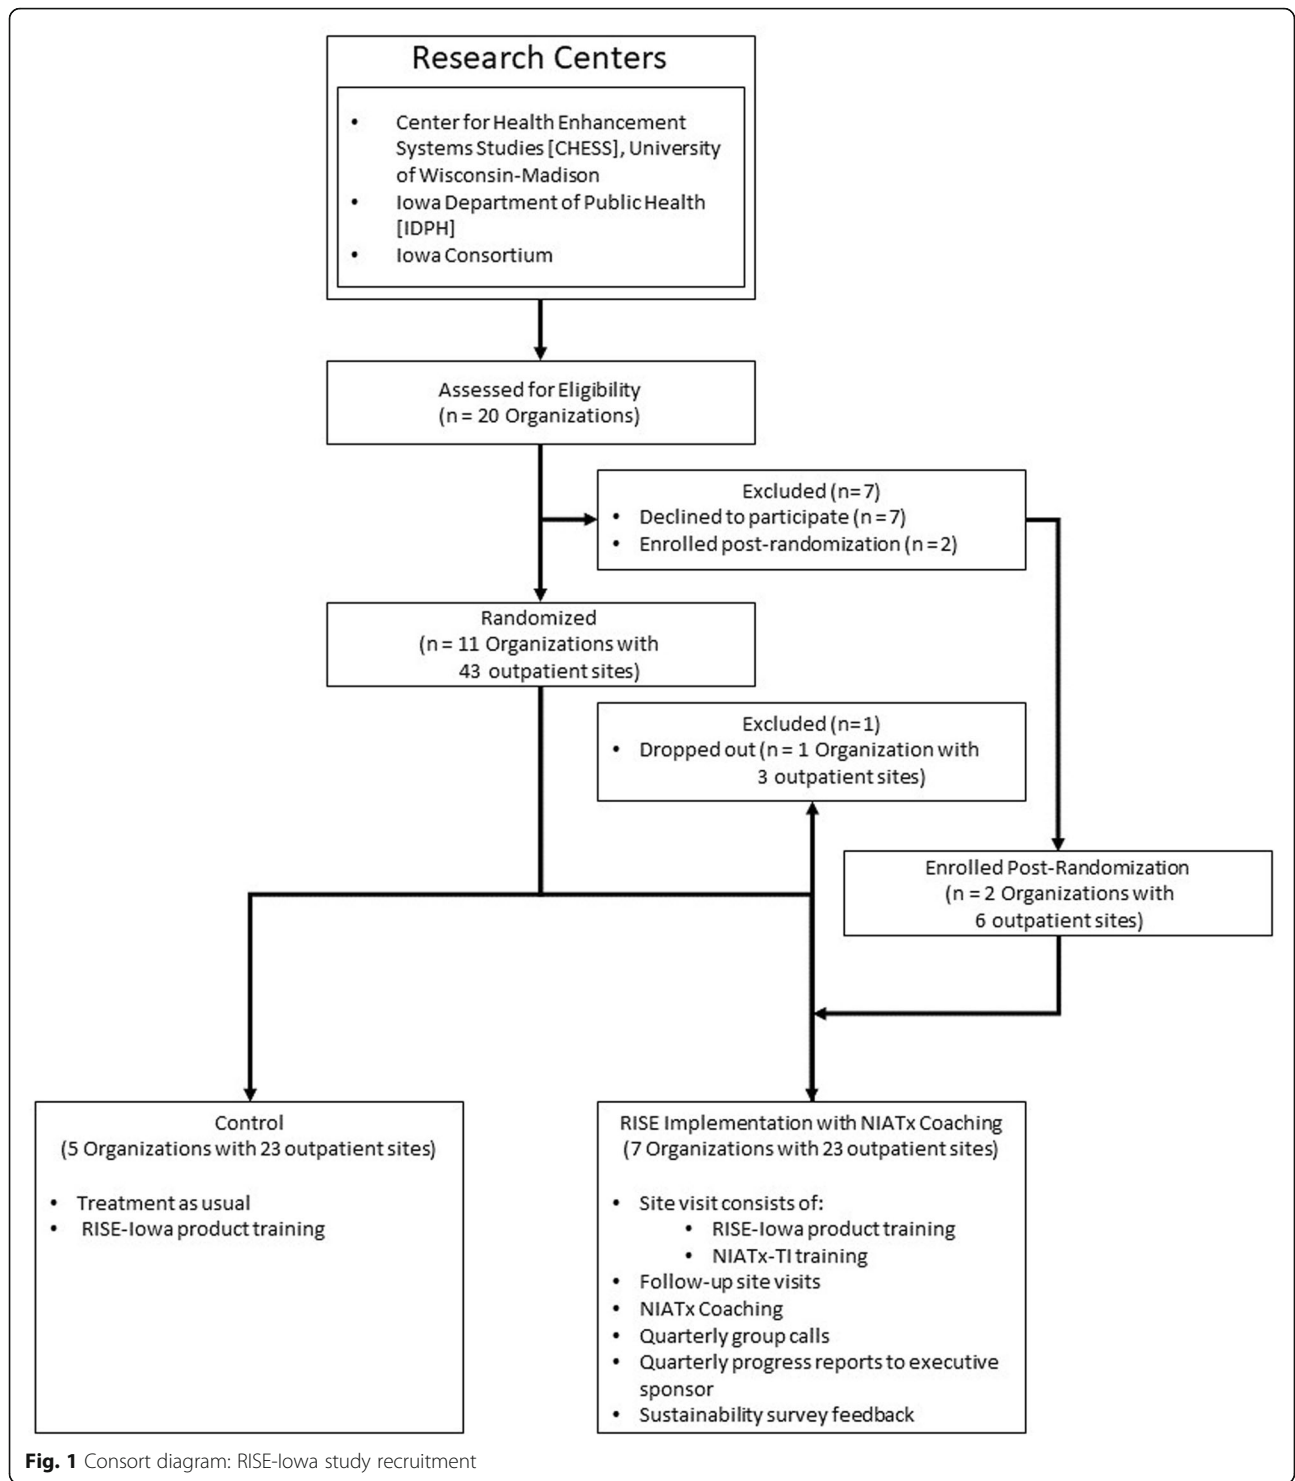 Research Centers
• Center for Health Enhancement
Systems Studies [CHESS], University
of Wisconsin-Madison
• Iowa Department of Public Health
[IDPH]
• Iowa Consortium
Assessed for Eligibility
(n = 20 Organizations)
Excluded (n=7)
• Declined to participate (n=7)
• Enrolled post-randomization (n=2)
Randomized
(n = 11 Organizations with
43 outpatient sites)
Excluded (n=1)
• Dropped out (n = 1 Organization with
3 outpatient sites)
Enrolled Post-Randomization
(n = 2 Organizations with
6 outpatient sites)
Control
(5 Organizations with 23 outpatient sites)
• Treatment as usual
• RISE-Iowa product training
RISE Implementation with NIATx Coaching
(7 Organizations with 23 outpatient sites)
• Site visit consists of:
• RISE-Iowa product training
• NIATx-TI training
• Follow-up site visits
• NIATx Coaching
• Quarterly group calls
• Quarterly progress reports to executive
sponsor
• Sustainability survey feedback
Fig. 1 Consort diagram: RISE-Iowa study recruitment